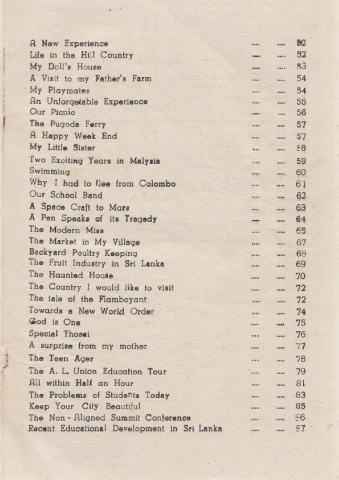 A New Experience .... .... 52
Life in the Hill Country .... .... 52
My Doll's House .... .... 53
A Visit to my Father's Farm .... .... 54
My Playmates .... .... 54
An Unforgetable Experience .... .... 55
Our Picnic .... .... 56
The Pugoda Ferry .... .... 57
A Happy Week End .... .... 57
My Little Sister .... .... 58
Two Exciting Years in Malysia .... .... 59
Swimming .... .... 60
Why I had to flee from Colombo .... .... 61
Our School Band .... .... 62
A Space Craft to Mars .... .... 63
A Pen Speaks of its Tragedy .... .... 64
The Modern Miss .... .... 65
The Market in My Village .... .... 67
Backyard Poultry Keeping .... .... 68
The Fruit Industry in Sri Lanka .... .... 69
The Haunted House .... .... 70
The Country I would like to visit .... .... 72
The tale of the Flamboyant .... .... 72
Towards a New World Order .... .... 74
God is One .... .... 75
Special Thosai .... .... 76
A surprise from my mother .... .... 77
The Teen Ager .... .... 78
The A. L. Union Education Tour .... .... 79
All within Half an Hour .... .... 81
The Problems of Students Today .... .... 83
Keep Your City Beautiful .... .... 85
The Non - Aligned Summit Conference .... .... 86
Recent Educational Development in Sri Lanka .... .... 87